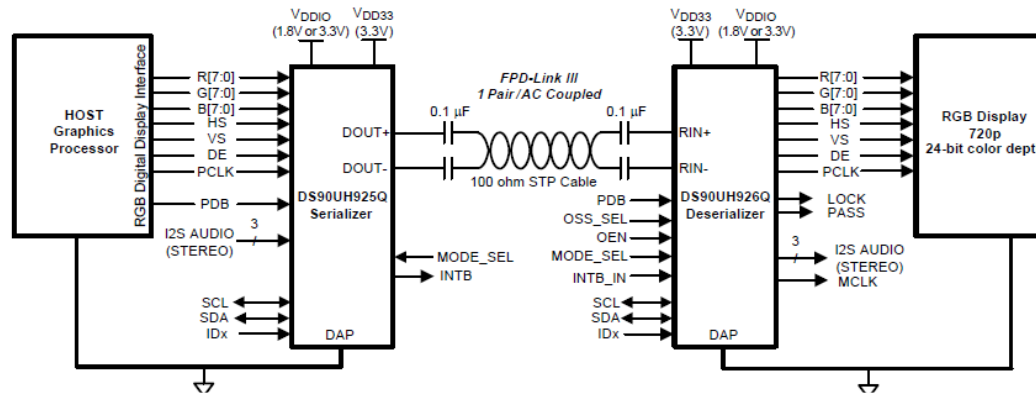 VDDIO
(1.8V or 3.3V)
VDD33
(3.3V)
VDD33
(3.3V)
VDDIO
(1.8V or 3.3V)
HOST
Graphics
Processor
RGB Digital Display Interface
R[7:0]
G[7:0]
B[7:0]
HS
VS
DE
PCLK
PDB
I2S AUDIO
(STEREO)
3
/
SCL
SDA
IDx
DOUT+
DOUT-
DS90UH925Q
Serializer
DAP
MODE_SEL
INTB
FPD-Link III
1 Pair / AC Coupled
0.1 µF
0.1 µF
100 ohm STP Cable
PDB
OSS_SEL
OEN
MODE_SEL
INTB_IN
SCL
SDA
IDx
RIN+
RIN-
DS90UH926Q
Deserializer
DAP
R[7:0]
G[7:0]
B[7:0]
HS
VS
DE
PCLK
LOCK
PASS
3
/
I2S AUDIO
(STEREO)
MCLK
RGB Display
720p
24-bit color dept